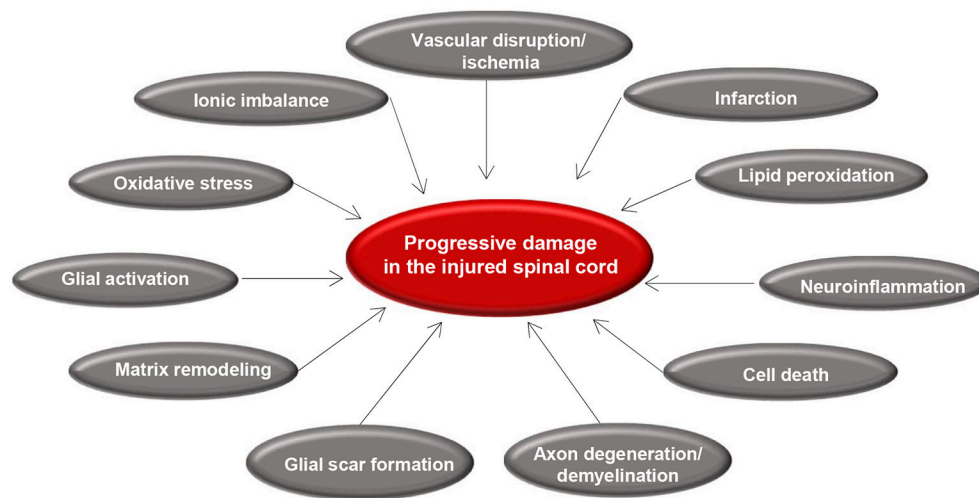 Vascular disruption/
ischemia
Ionic imbalance
Infarction
Oxidative stress
Lipid peroxidation
Progressive damage
in the injured spinal cord
Glial activation
Neuroinflammation
Matrix remodeling
Cell death
Glial scar formation
Axon degeneration/
demyelination